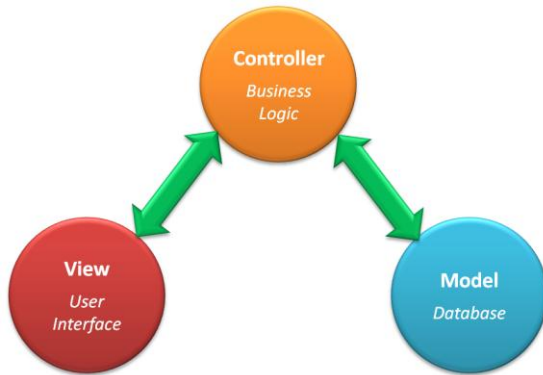 Controller
Business
Logic
View
User
Interface
Model
Database